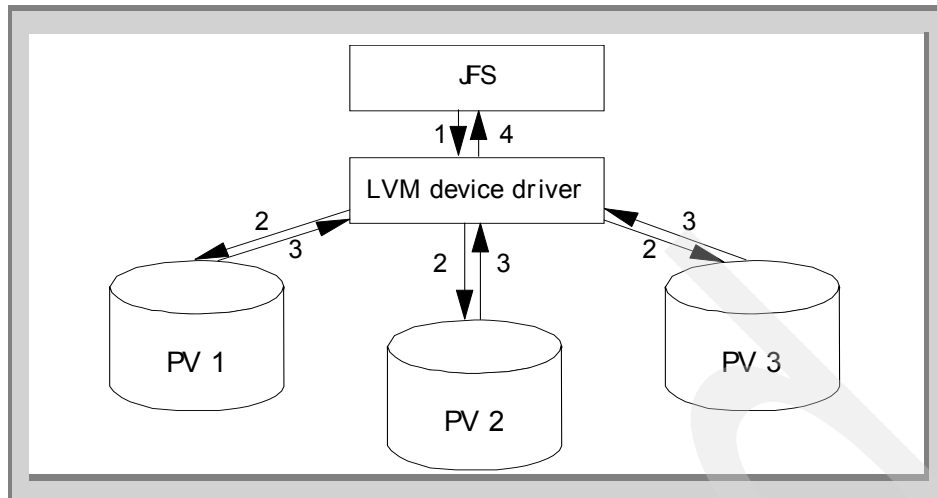 JFS
1 4
LVM device driver
2 3
2 3
3 2
PV 1
PV 2
PV 3